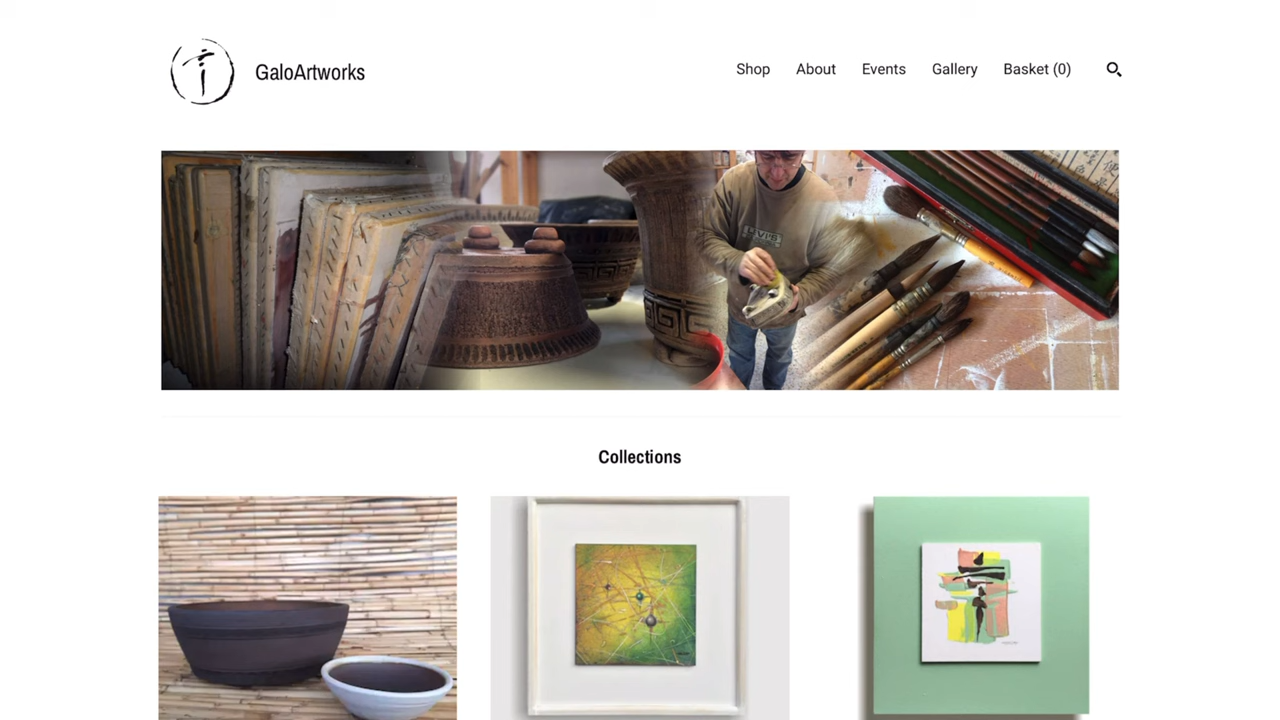 GaloArtworks
Shop
About
Events
Gallery
Basket (0)
Collections